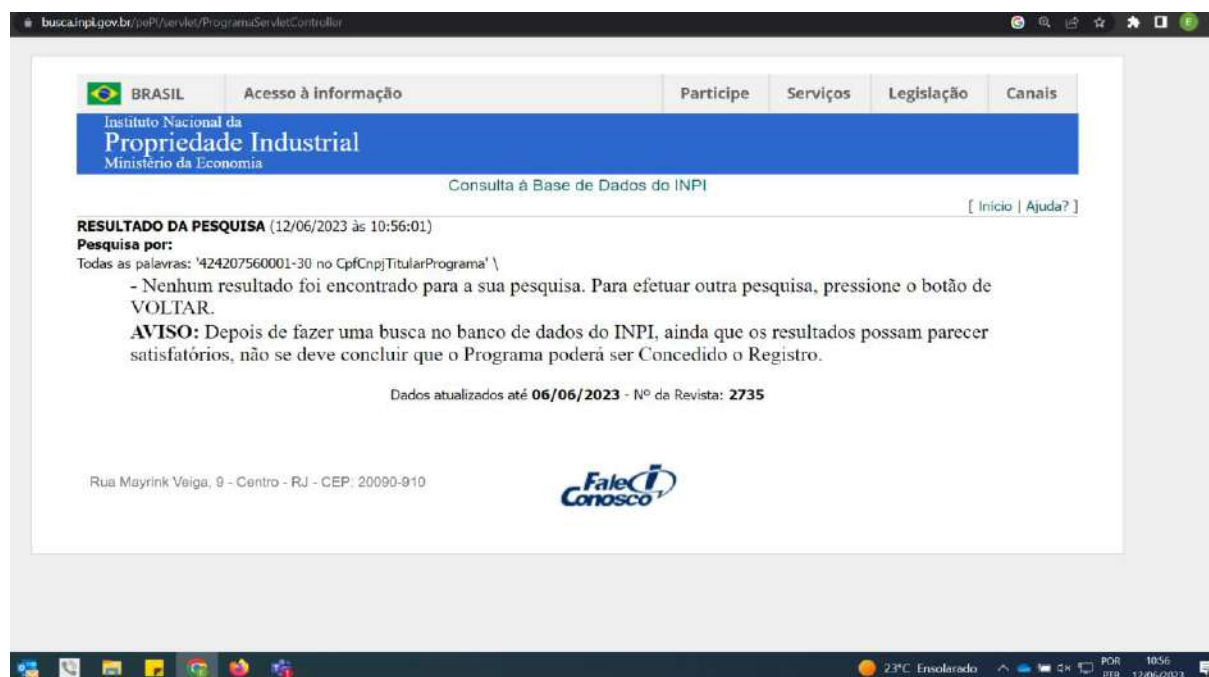 busca.inpi.gov.br/pePI/servlet/ProgramaServletController
BRASIL Acesso à informação Participe Serviços Legislação Canais
Instituto Nacional da
Propriedade Industrial
Ministério da Economia
Consulta à Base de Dados do INPI
[ Início | Ajuda? ]
RESULTADO DA PESQUISA (12/06/2023 às 10:56:01)
Pesquisa por:
Todas as palavras: '424207560001-30 no CpfCnpjTitularPrograma' \
- Nenhum resultado foi encontrado para a sua pesquisa. Para efetuar outra pesquisa, pressione o botão de
VOLTAR.
AVISO: Depois de fazer uma busca no banco de dados do INPI, ainda que os resultados possam parecer
satisfatórios, não se deve concluir que o Programa poderá ser Concedido o Registro.
Dados atualizados até 06/06/2023 - Nº da Revista: 2735
Rua Mayrink Veiga, 9 - Centro - RJ - CEP: 20090-910
Fale
Conosco
23°C Ensolarado POR 10:56
PTB 12/06/2023